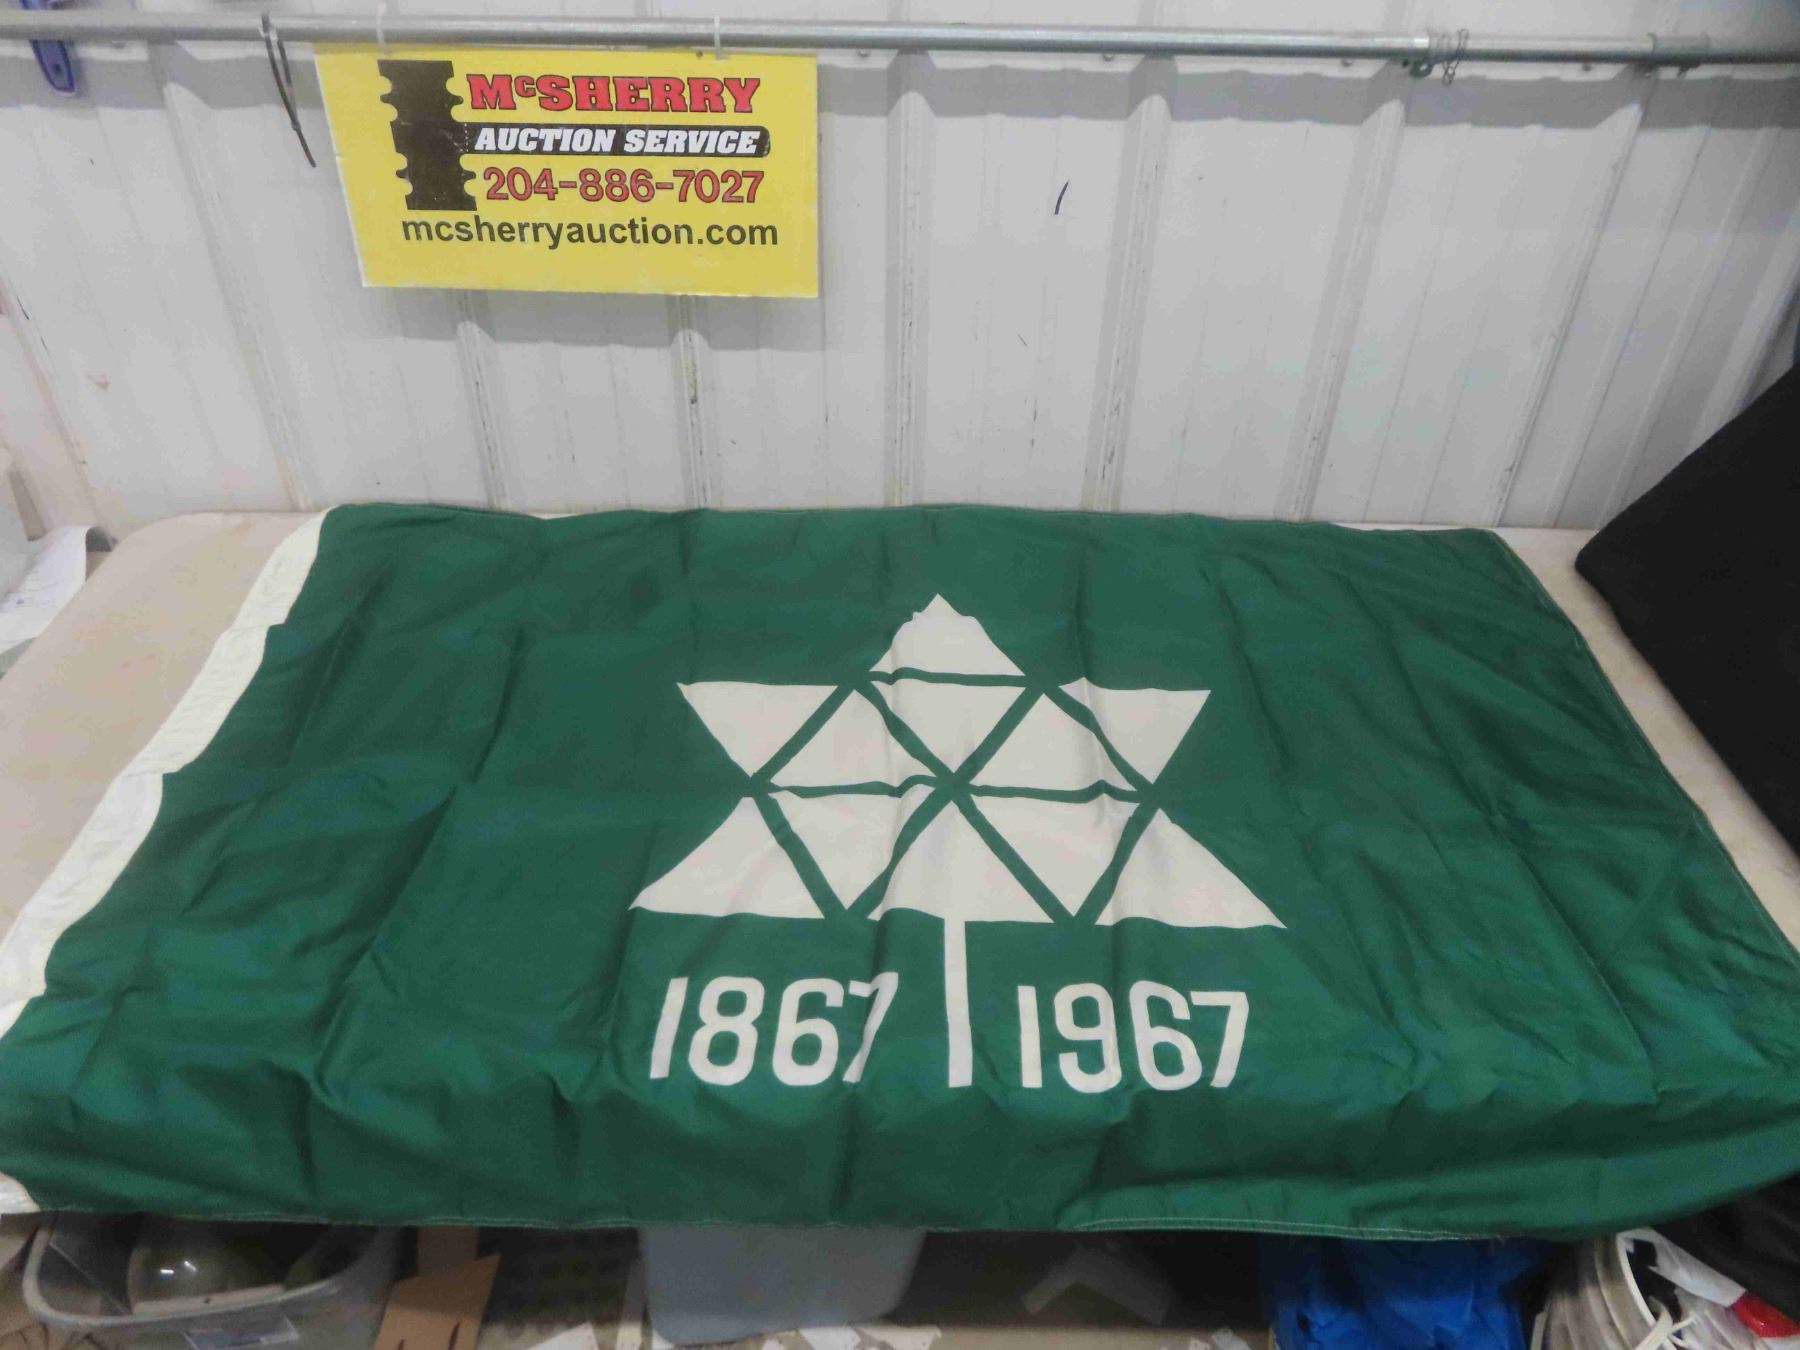 McSHERRY
AUCTION SERVICE
204-886-7027
mcsherryauction.com
1867 1967